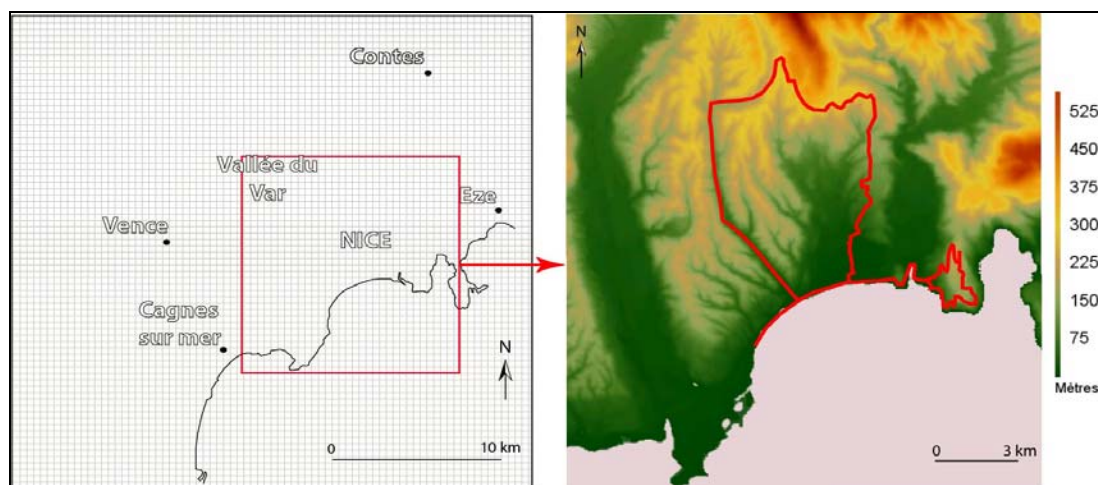 Contes
Vallée du
Var
Eze
Vence
NICE
Cagnes
sur mer
N
0
10 km
N
525
450
375
300
225
150
75
Mètres
0
3 km